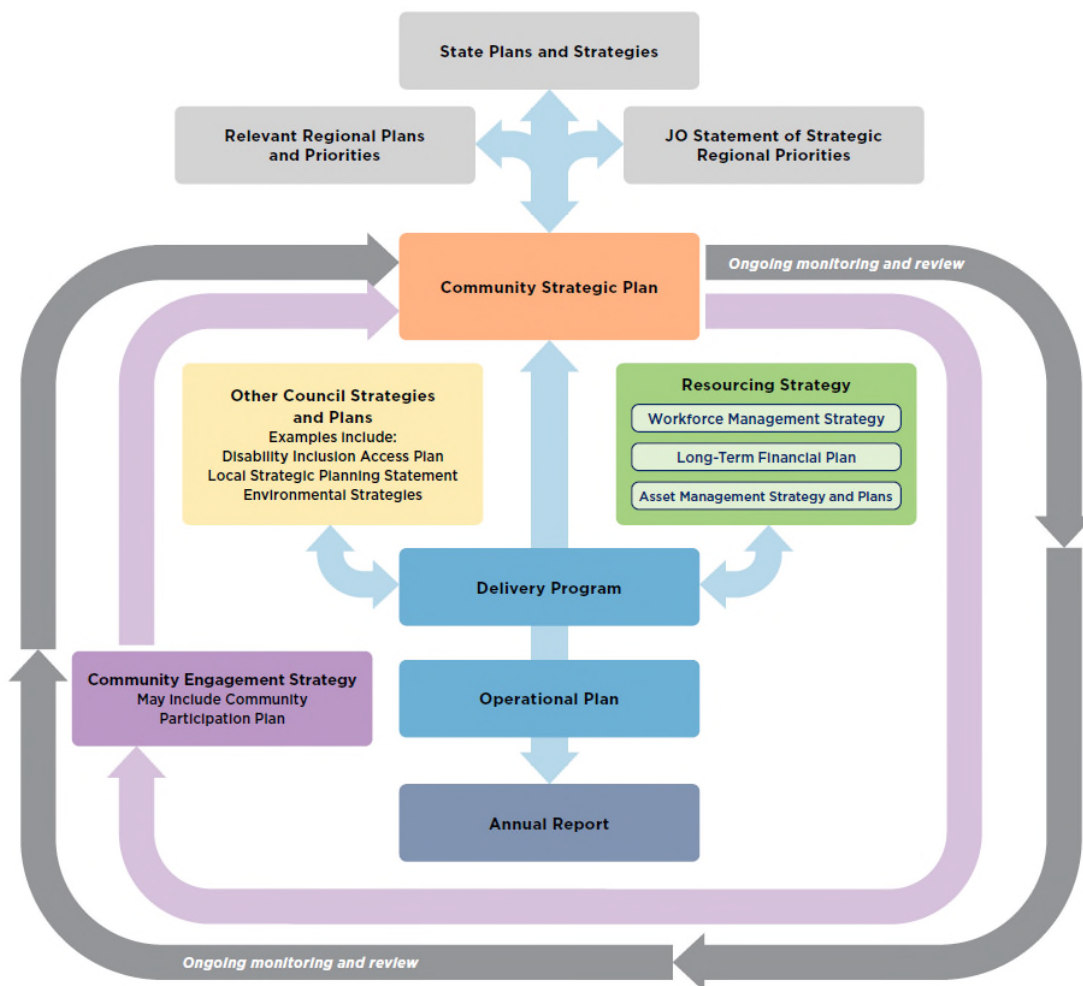 State Plans and Strategies
Relevant Regional Plans
and Priorities
JO Statement of Strategic
Regional Priorities
Ongoing monitoring and review
Community Strategic Plan
Other Council Strategies
and Plans
Examples Include:
Disability Inclusion Access Plan
Local Strategic Planning Statement
Environmental Strategies
Resourcing Strategy
Workforce Management Strategy
Long-Term Financial Plan
Asset Management Strategy and Plans
Delivery Program
Community Engagement Strategy
May Include Community
Participation Plan
Operational Plan
Annual Report
Ongoing monitoring and review